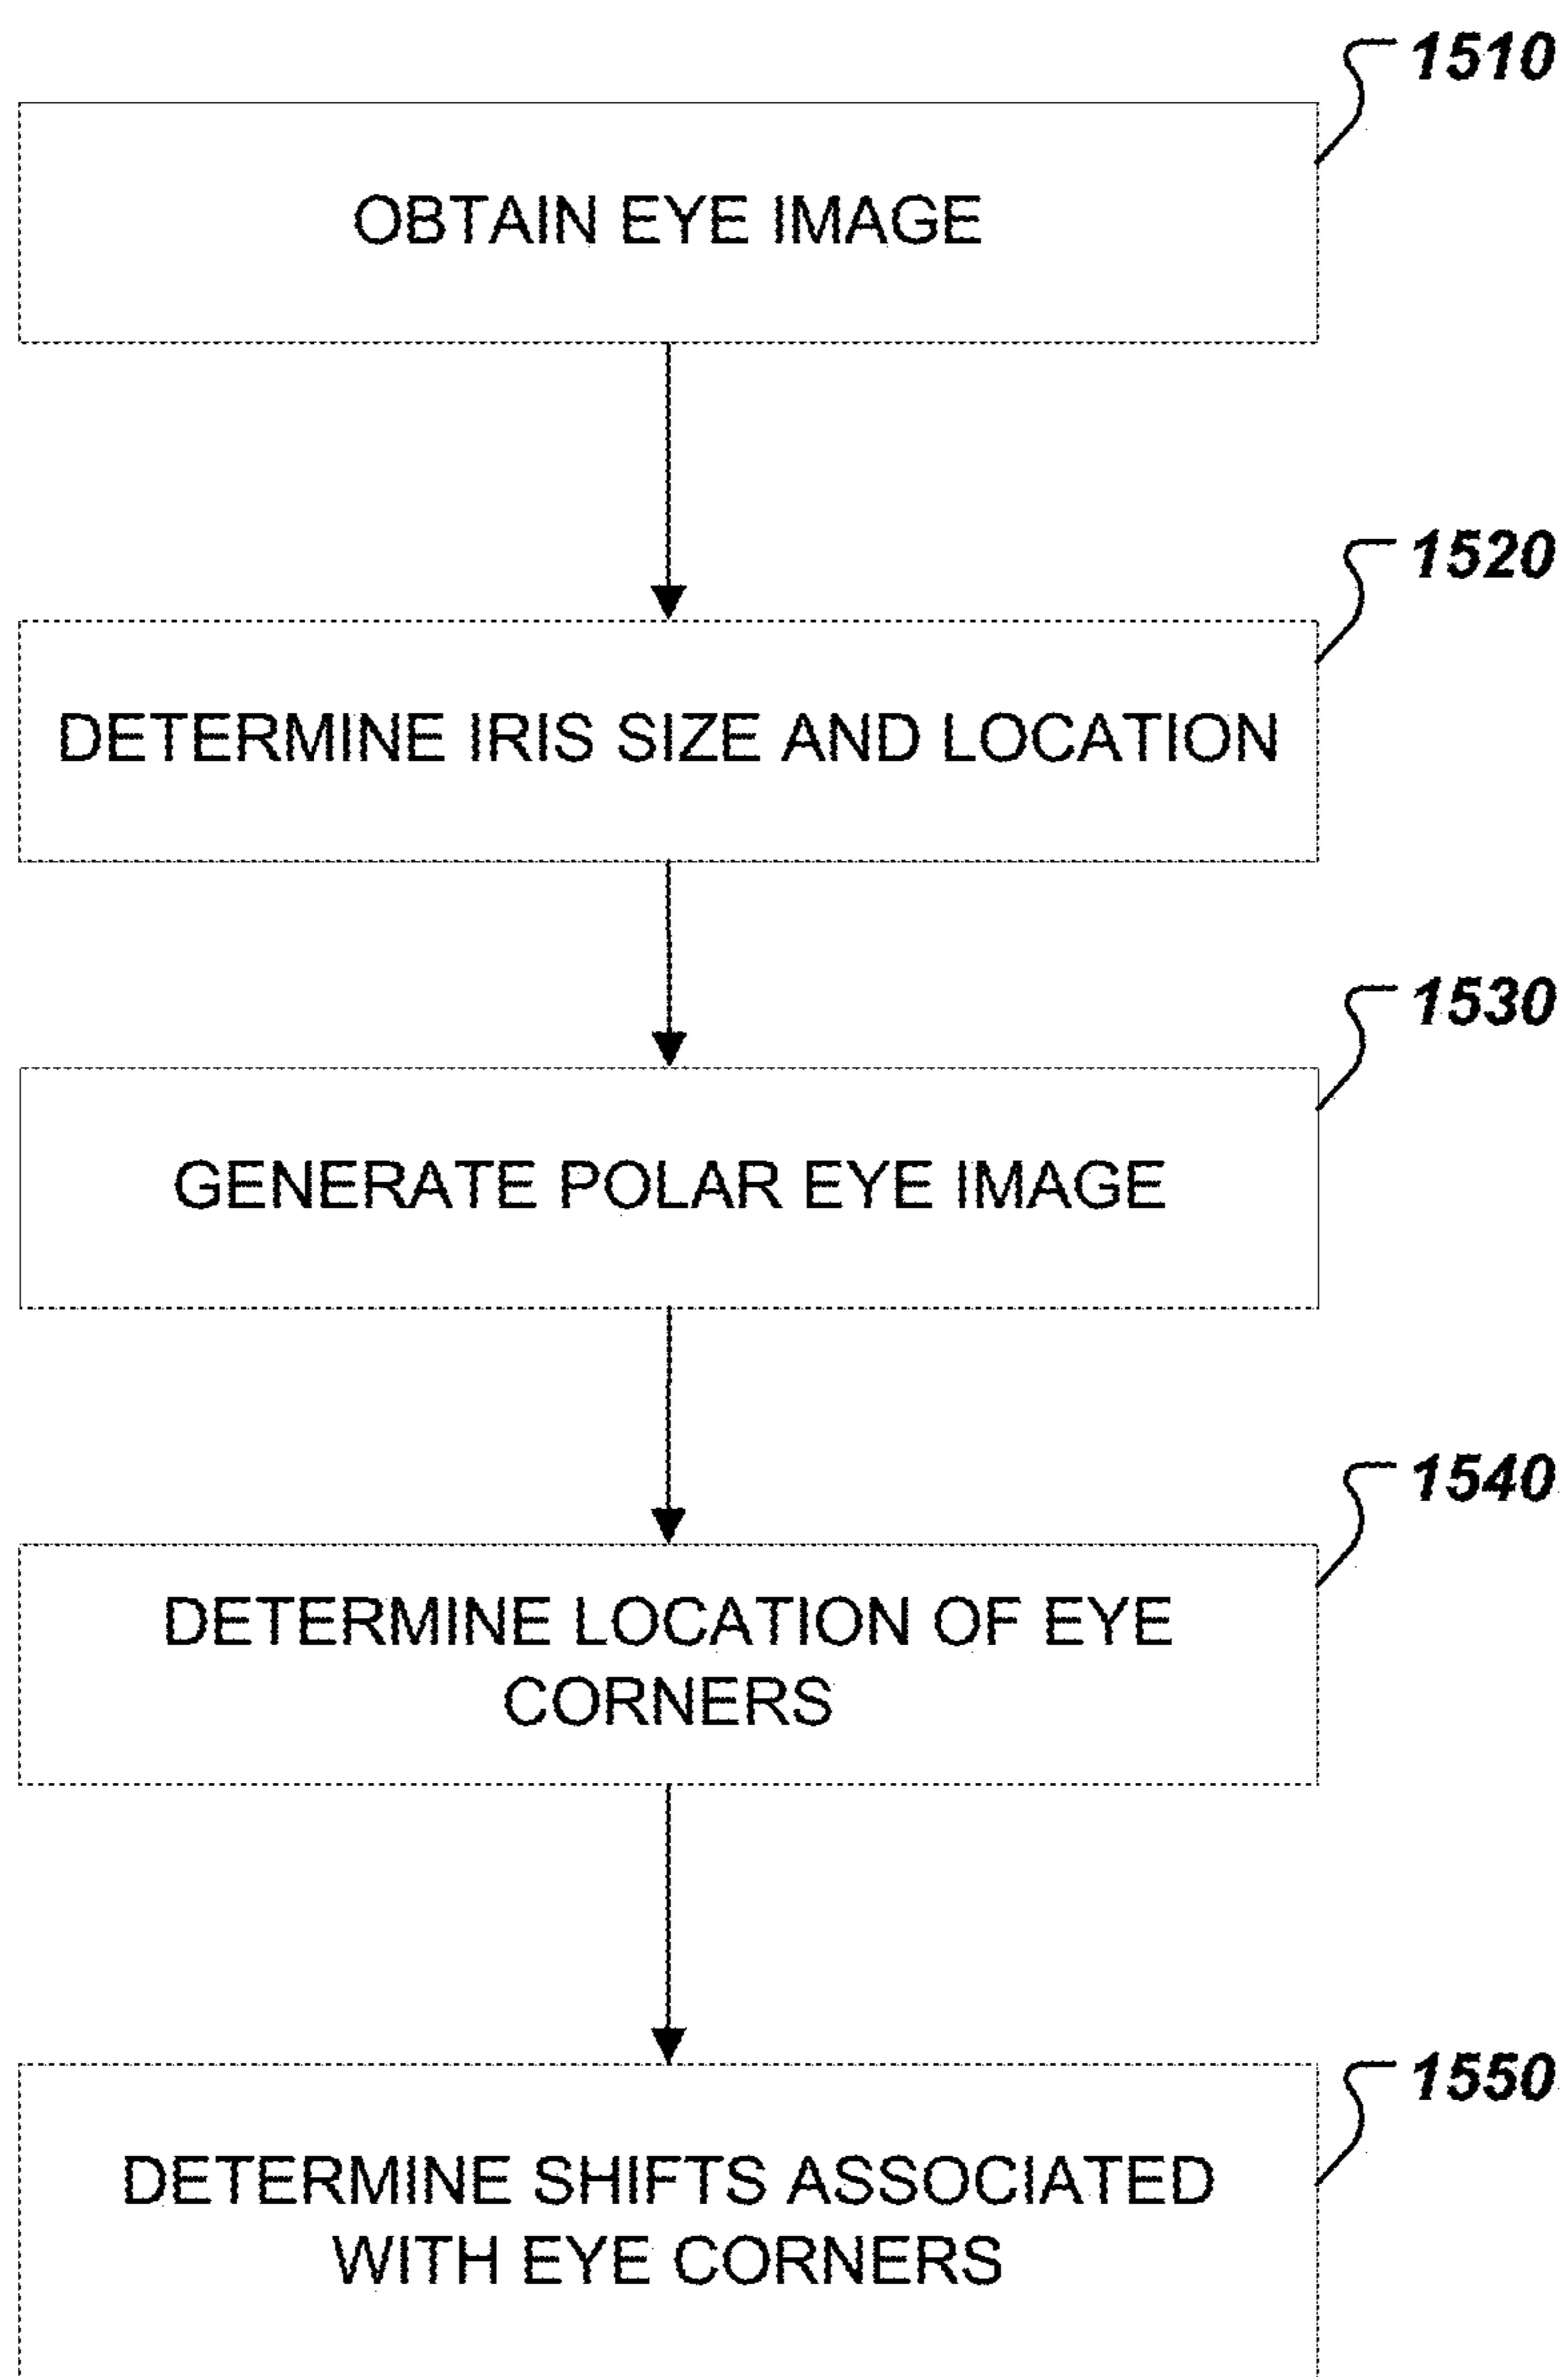 1510
OBTAIN EYE IMAGE
1520
DETERMINE IRIS SIZE AND LOCATION
1530
GENERATE POLAR EYE IMAGE
1540
DETERMINE LOCATION OF EYE
CORNERS
1550
DETERMINE SHIFTS ASSOCIATED
WITH EYE CORNERS